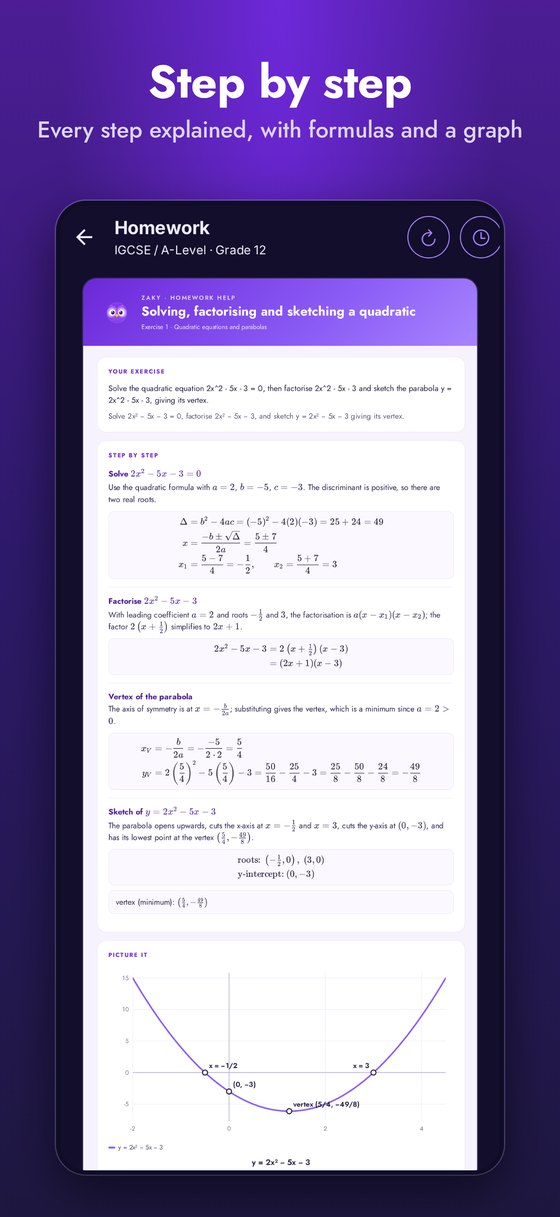 Step by step
Every step explained, with formulas and a graph
Homework
IGCSE / A-Level · Grade 12
ZAKY · HOMEWORK HELP
Solving, factorising and sketching a quadratic
Exercise 1 · Quadratic equations and parabolas
YOUR EXERCISE
Solve the quadratic equation 2x^2 - 5x - 3 = 0, then factorise 2x^2 - 5x - 3 and sketch the parabola y =
2x^2 - 5x - 3, giving its vertex.
Solve 2x² − 5x − 3 = 0, factorise 2x² − 5x − 3, and sketch y = 2x² − 5x − 3 giving its vertex.
STEP BY STEP
Solve 2x² − 5x − 3 = 0
Use the quadratic formula with a = 2, b = −5, c = −3. The discriminant is positive, so there are
two real roots.
Δ = b² − 4ac = (−5)² − 4(2)(−3) = 25 + 24 = 49
x = (−b ± √Δ)/2a = (5 ± 7)/4
x₁ = (5 − 7)/4 = −1/2, x₂ = (5 + 7)/4 = 3
Factorise 2x² − 5x − 3
With leading coefficient a = 2 and roots −1/2 and 3, the factorisation is a(x − x₁)(x − x₂); the
factor 2 (x + 1/2) simplifies to 2x + 1.
2x² − 5x − 3 = 2 (x + 1/2) (x − 3)
= (2x + 1)(x − 3)
Vertex of the parabola
The axis of symmetry is at x = −b/2a; substituting gives the vertex, which is a minimum since a = 2 >
0.
x_V = −b/2a = −(−5)/(2 · 2) = 5/4
y_V = 2 (5/4)² − 5 (5/4) − 3 = 50/16 − 25/4 − 3 = 25/8 − 50/8 − 24/8 = −49/8
Sketch of y = 2x² − 5x − 3
The parabola opens upwards, cuts the x-axis at x = −1/2 and x = 3, cuts the y-axis at (0, −3), and
has its lowest point at the vertex (5/4, −49/8).
roots: (−1/2, 0), (3, 0)
y-intercept: (0, −3)
vertex (minimum): (5/4, −49/8)
PICTURE IT
15
10
5
0
-5
x = −1/2
x = 3
(0, −3)
vertex (5/4, −49/8)
-2
0
2
4
y = 2x² − 5x − 3
y = 2x² − 5x − 3